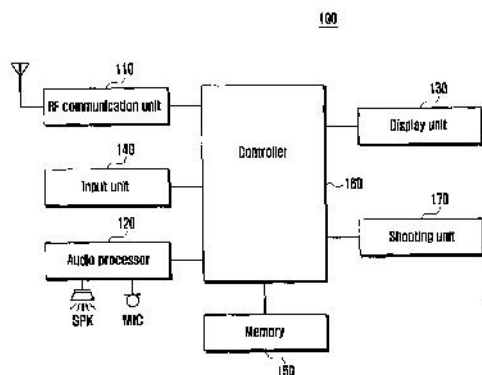 100
110
RF communication unit
130
Display unit
140
Input unit
Controller
160
170
Shooting unit
120
Audio processor
SPK
MIC
Memory
150